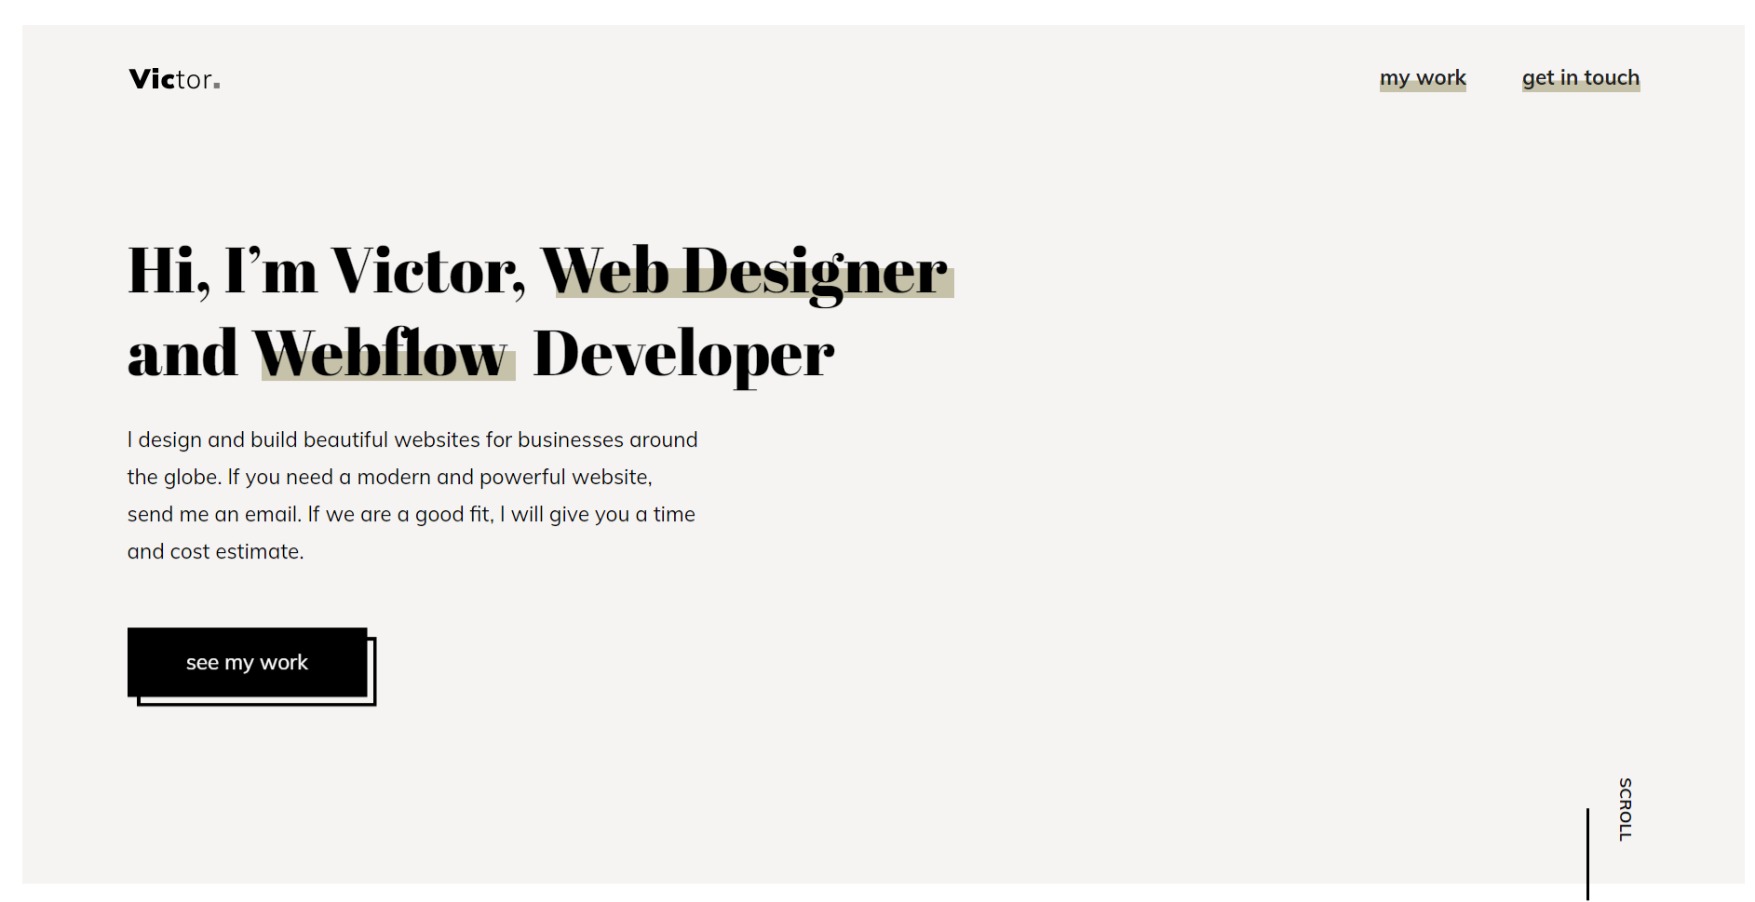 Victor.
my work
get in touch
Hi, I’m Victor, Web Designer
and Webflow Developer
I design and build beautiful websites for businesses around
the globe. If you need a modern and powerful website,
send me an email. If we are a good fit, I will give you a time
and cost estimate.
see my work
SCROLL